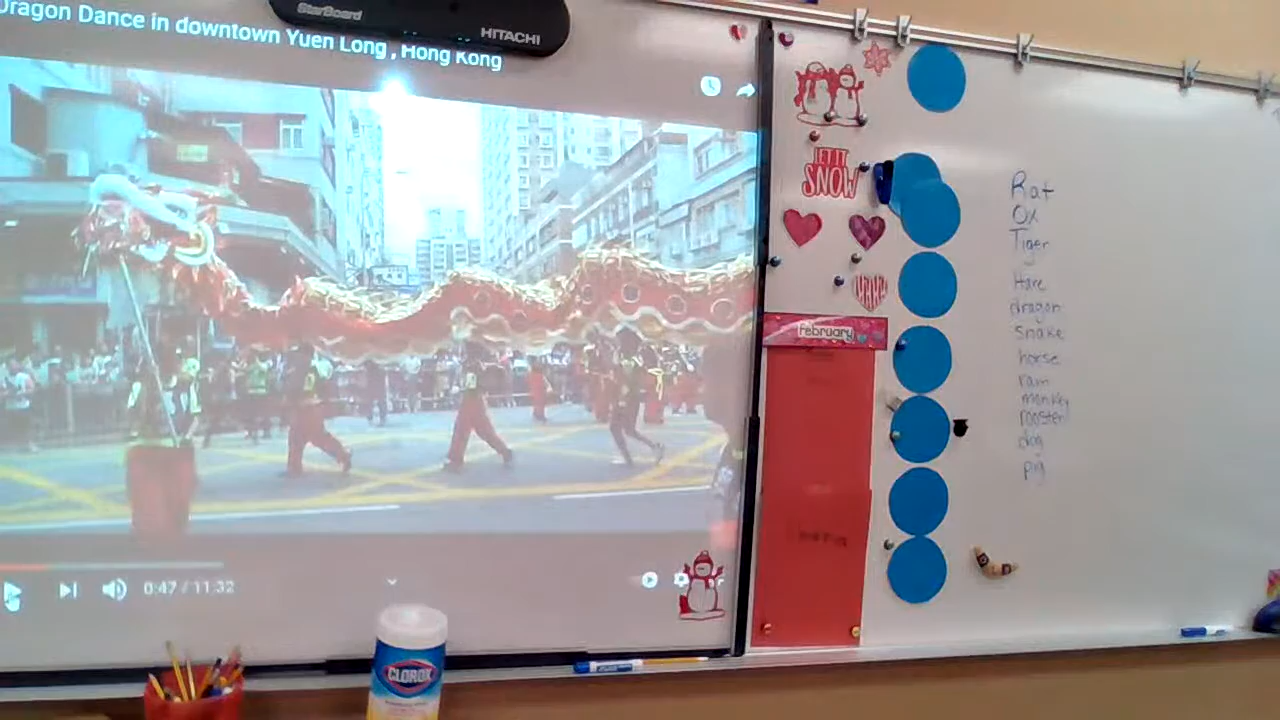 Dragon Dance in downtown Yuen Long , Hong Kong
StarBoard
HITACHI
0:47 / 11:32
LET IT
SNOW
February
Rat
Ox
Tiger
Hare
dragon
snake
horse
ram
monkey
rooster
dog
pig
CLOROX